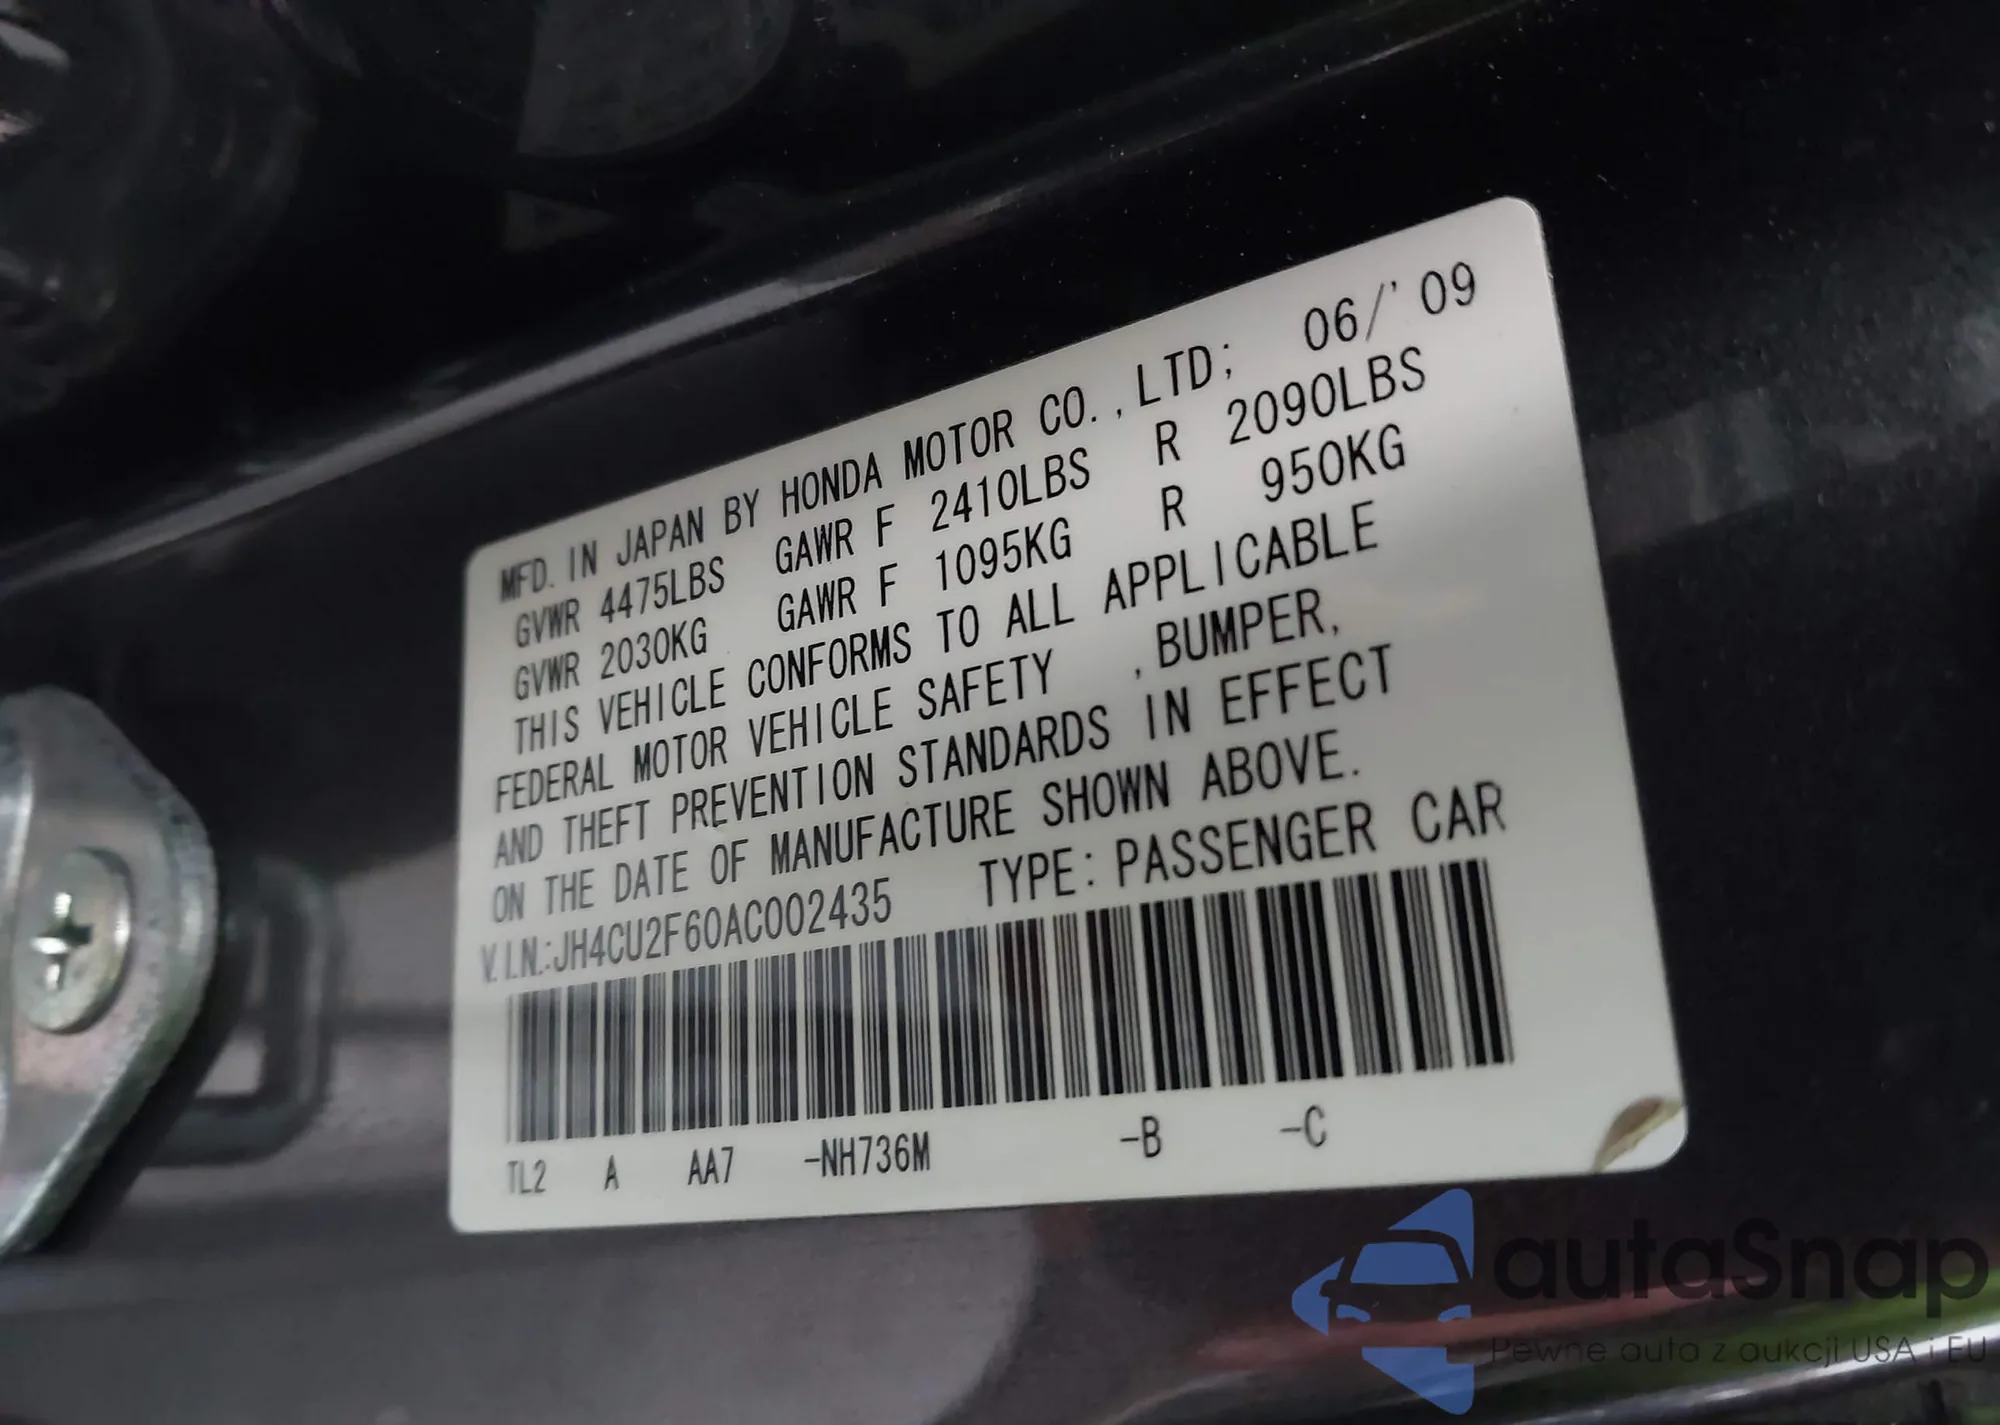 MFD. IN JAPAN BY HONDA MOTOR CO.,LTD; 06/'09
GVWR 4475LBS GAWR F 2410LBS R 2090LBS
GVWR 2030KG GAWR F 1095KG R 950KG
THIS VEHICLE CONFORMS TO ALL APPLICABLE
FEDERAL MOTOR VEHICLE SAFETY ,BUMPER,
AND THEFT PREVENTION STANDARDS IN EFFECT
ON THE DATE OF MANUFACTURE SHOWN ABOVE.
V.I.N.:JH4CU2F60AC002435 TYPE:PASSENGER CAR
TL2 A AA7 -NH736M -B -C
autaSnap
Pewne auta z aukcji USA i EU